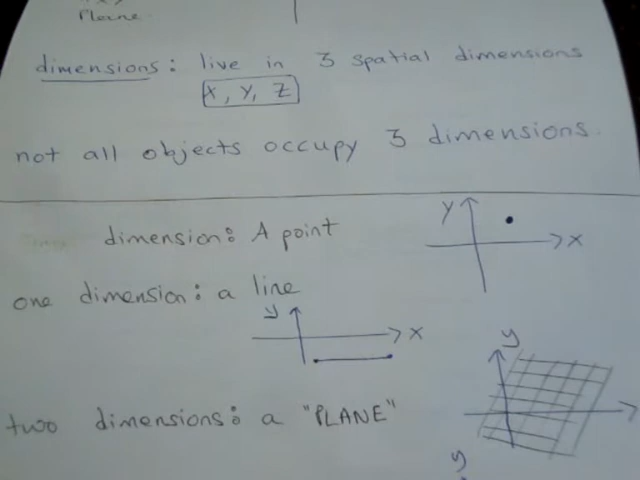 Plane
dimensions: live in 3 spatial dimensions
X, Y, Z
not all objects occupy 3 dimensions.
dimension: A point
y
x
one dimension: a line
y
x
y
two dimensions: a "PLANE"
y